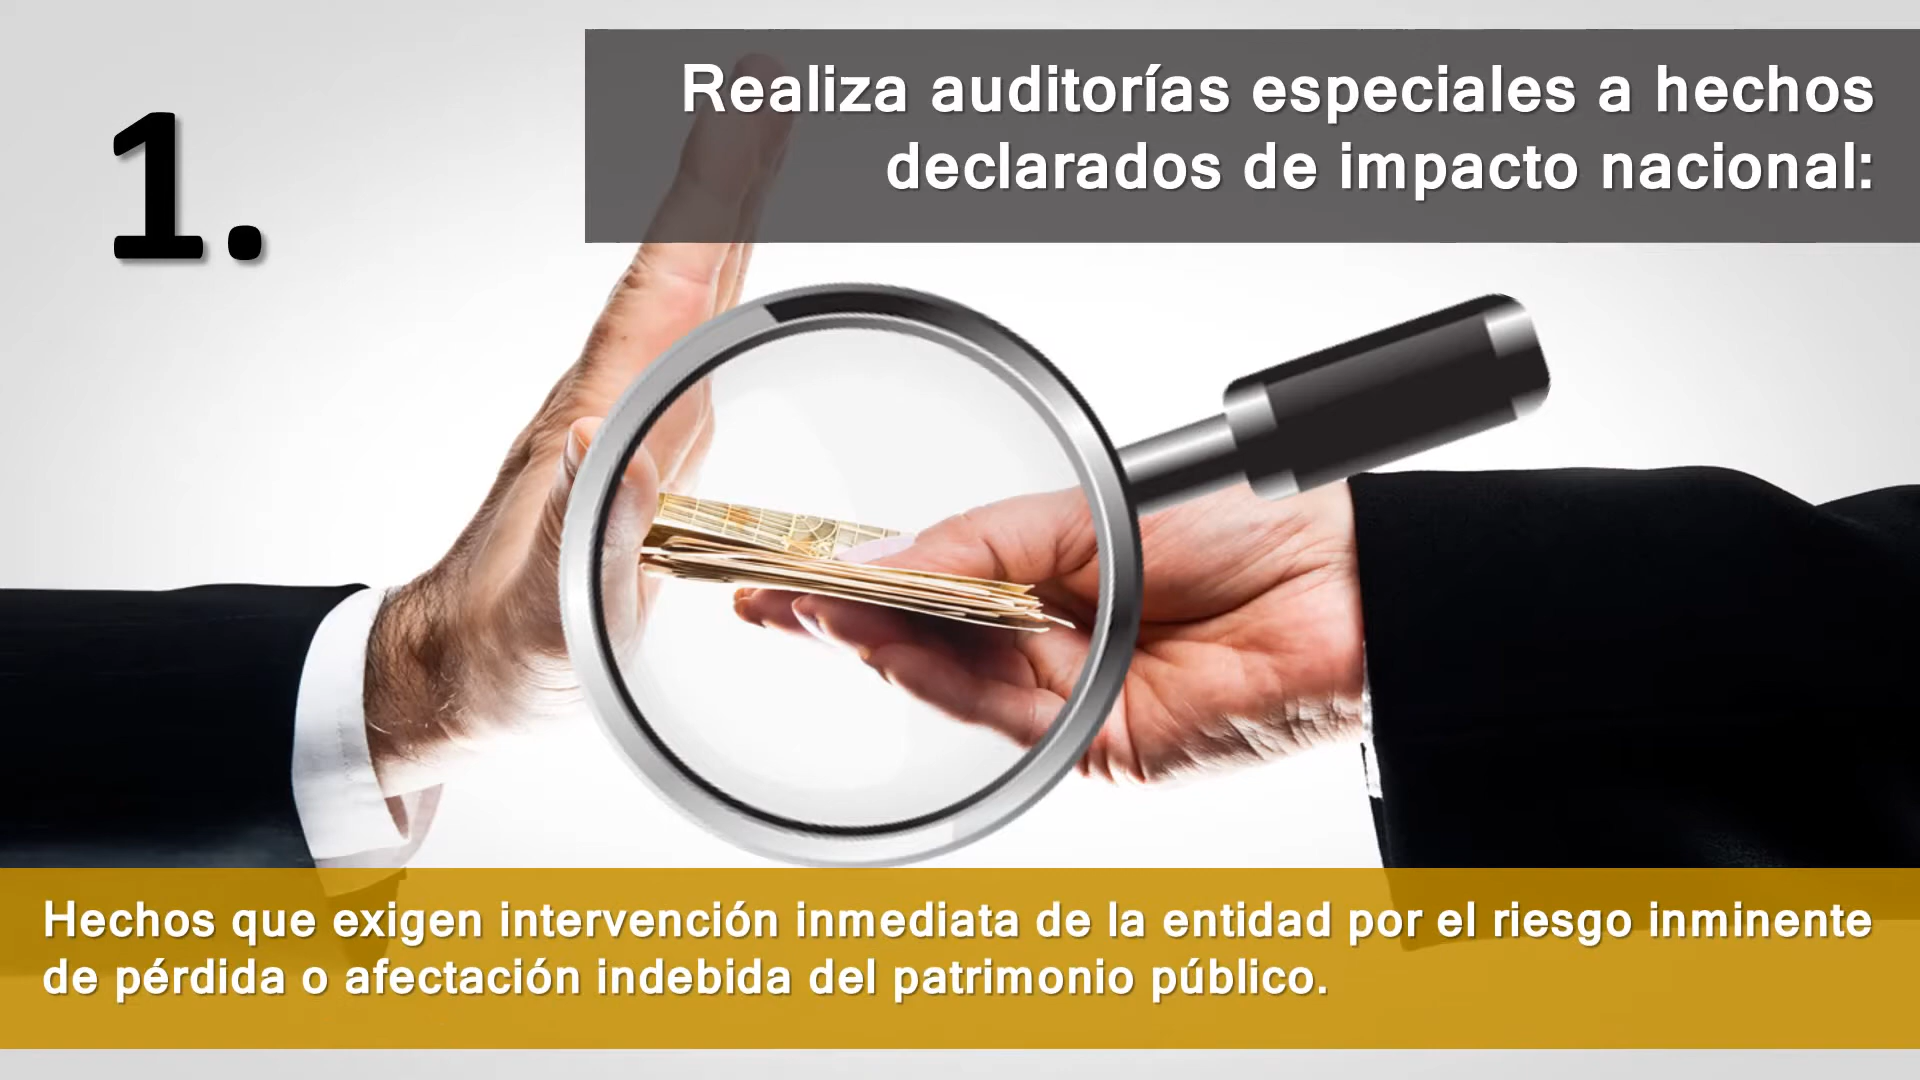 1.
Realiza auditorías especiales a hechos
declarados de impacto nacional:
Hechos que exigen intervención inmediata de la entidad por el riesgo inminente
de pérdida o afectación indebida del patrimonio público.